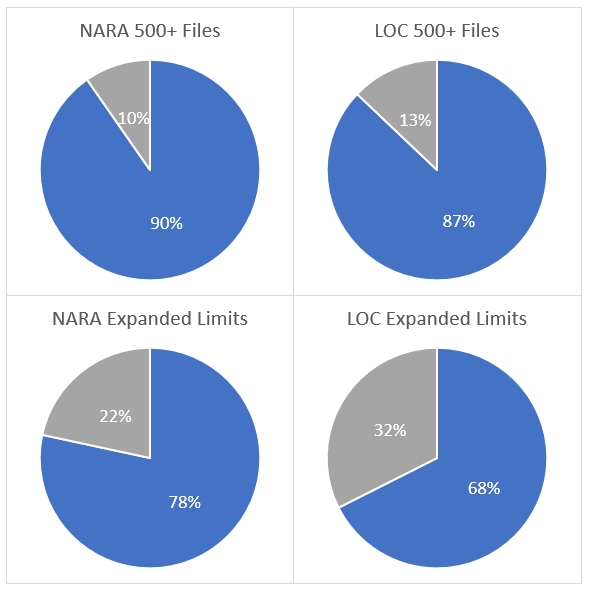 NARA 500+ Files
10%
90%
LOC 500+ Files
13%
87%
NARA Expanded Limits
22%
78%
LOC Expanded Limits
32%
68%